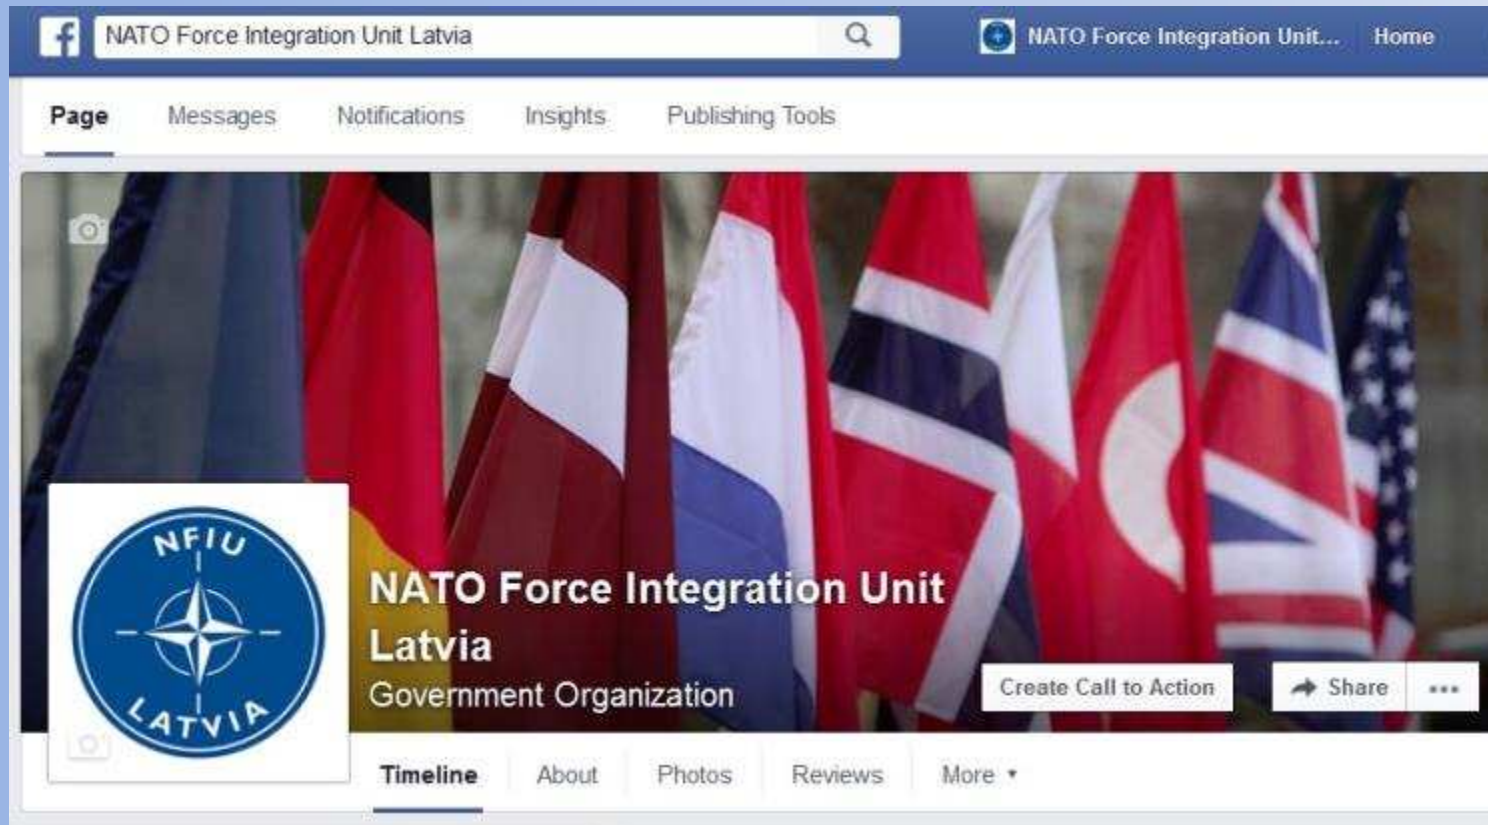 NATO Force Integration Unit Latvia
NATO Force Integration Unit... Home
Page Messages Notifications Insights Publishing Tools
NFIU
LATVIA
NATO Force Integration Unit
Latvia
Government Organization
Create Call to Action Share ...
Timeline About Photos Reviews More